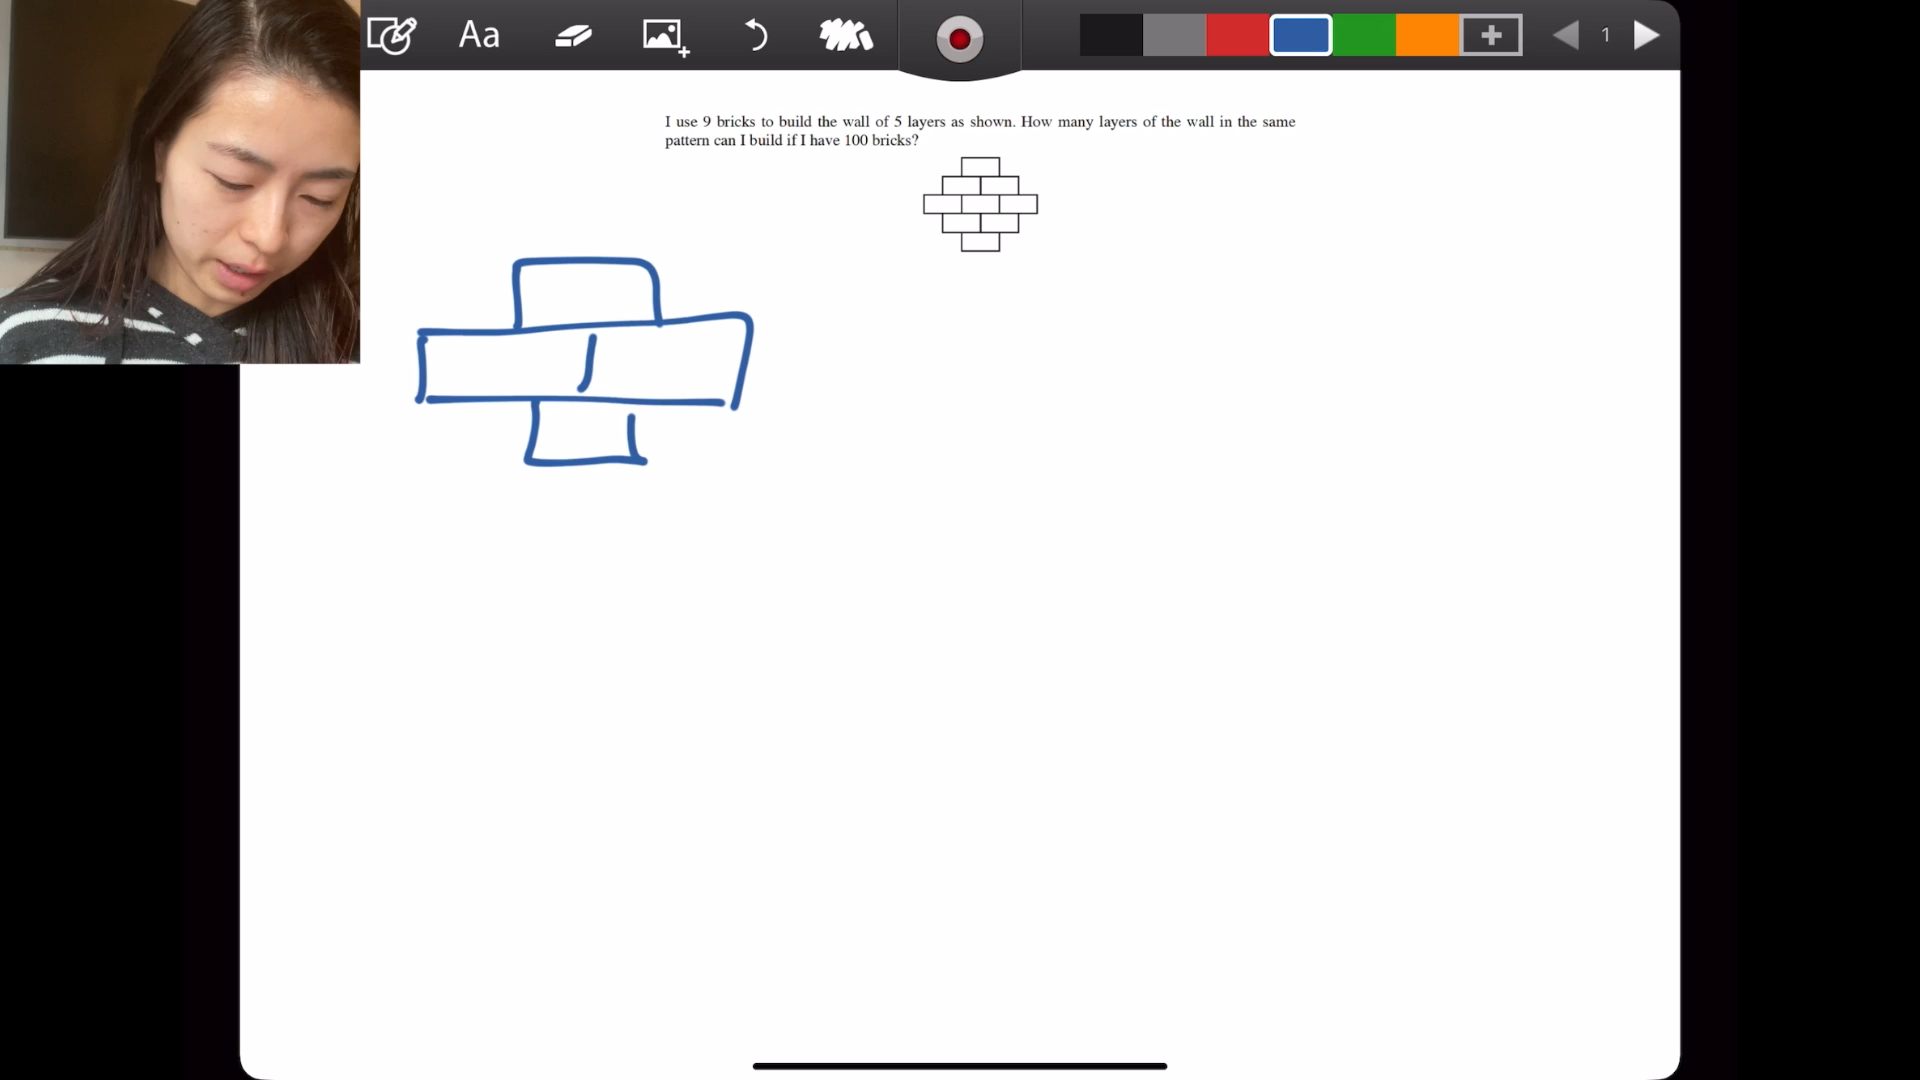 Aa
1
I use 9 bricks to build the wall of 5 layers as shown. How many layers of the wall in the same
pattern can I build if I have 100 bricks?